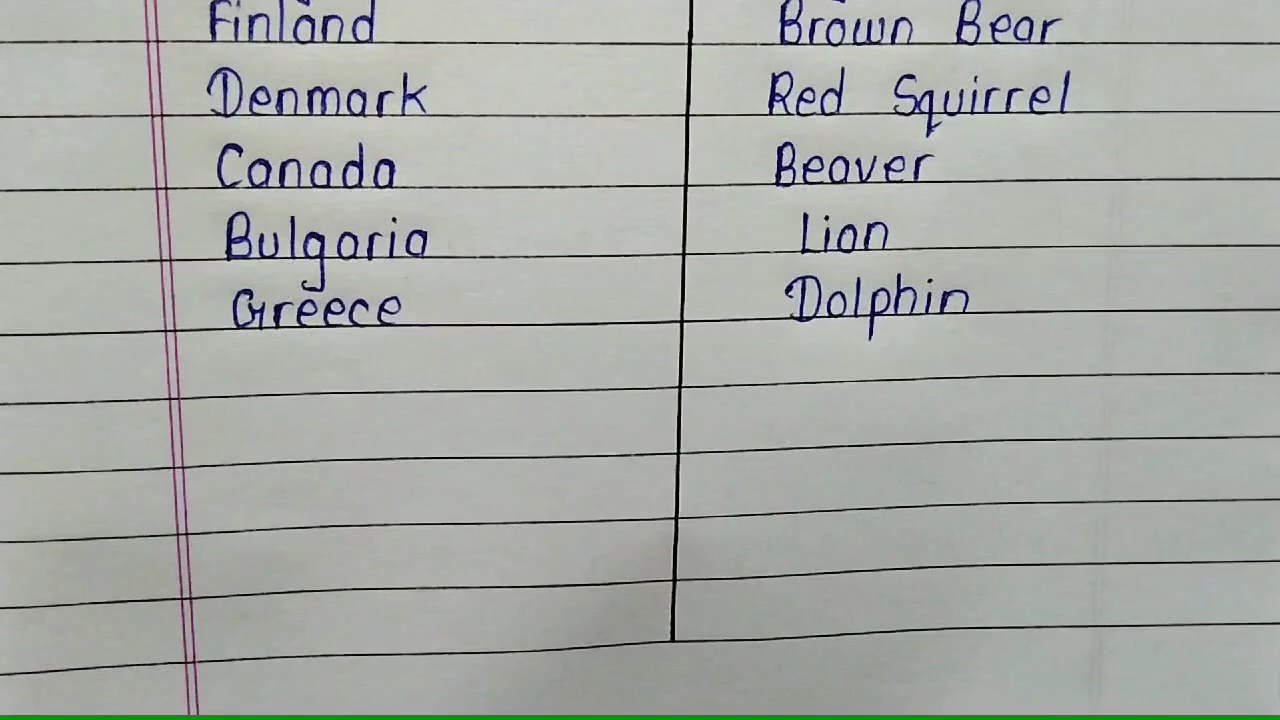 Finland Brown Bear
Denmark Red Squirrel
Canada Beaver
Bulgaria Lion
Greece Dolphin